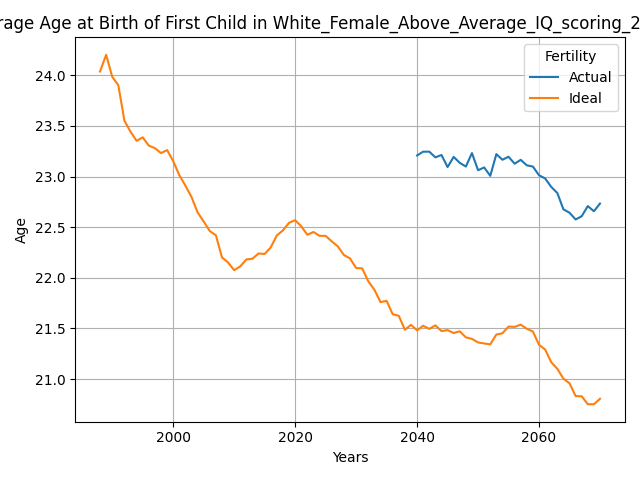 rage Age at Birth of First Child in White_Female_Above_Average_IQ_scoring_2
Fertility
Actual
Ideal
24.0
23.5
23.0
22.5
22.0
21.5
21.0
Age
2000
2020
2040
2060
Years